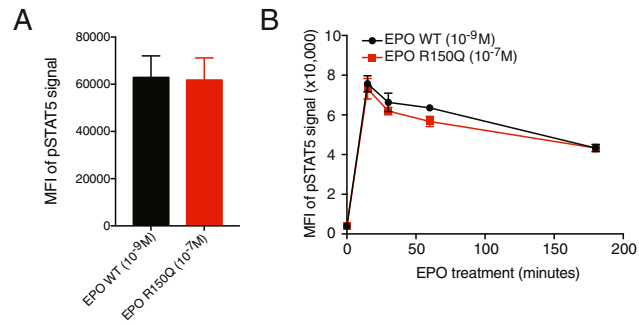 A
MFI of pSTAT5 signal
80000
60000
40000
20000
0
EPO WT (10⁻⁹M)
EPO R150Q (10⁻⁷M)
B
EPO WT (10⁻⁹M)
EPO R150Q (10⁻⁷M)
MFI of pSTAT5 signal (x10,000)
10
8
6
4
2
0
0 50 100 150 200
EPO treatment (minutes)